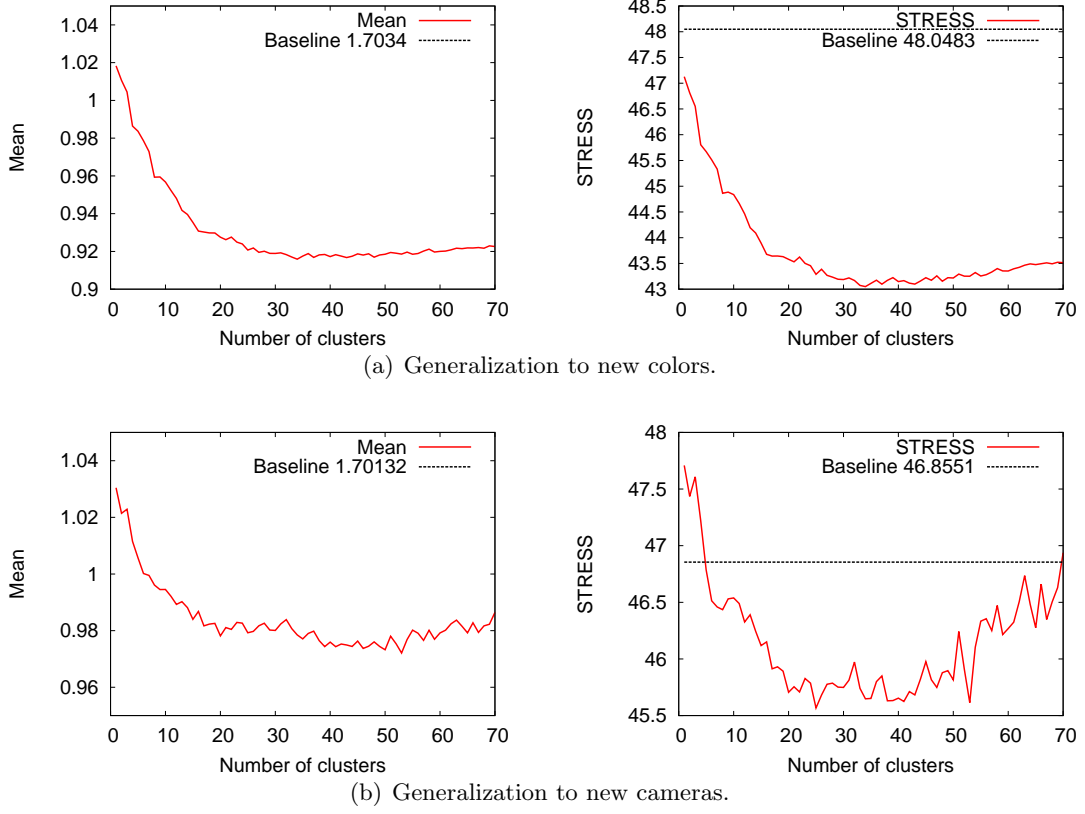 Mean
Baseline 1.7034
1.04
1.02
1
0.98
0.96
0.94
0.92
0.9
Mean
0 10 20 30 40 50 60 70
Number of clusters
STRESS
Baseline 48.0483
48.5
48
47.5
47
46.5
46
45.5
45
44.5
44
43.5
43
STRESS
0 10 20 30 40 50 60 70
Number of clusters
(a) Generalization to new colors.
Mean
Baseline 1.70132
1.04
1.02
1
0.98
0.96
Mean
0 10 20 30 40 50 60 70
Number of clusters
STRESS
Baseline 46.8551
48
47.5
47
46.5
46
45.5
STRESS
0 10 20 30 40 50 60 70
Number of clusters
(b) Generalization to new cameras.